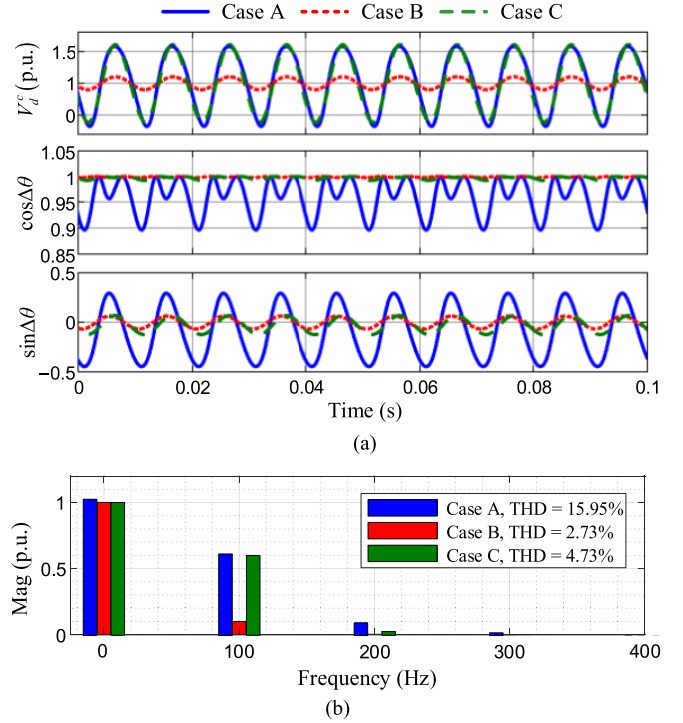 Case A Case B Case C
V_d^c (p.u.)
1.5
1
0
cosΔθ
1.05
1
0.95
0.9
0.85
sinΔθ
0.5
0
−0.5
0 0.02 0.04 0.06 0.08 0.1
Time (s)
(a)
Mag (p.u.)
1
0.5
0
Case A, THD = 15.95%
Case B, THD = 2.73%
Case C, THD = 4.73%
0 100 200 300 400
Frequency (Hz)
(b)